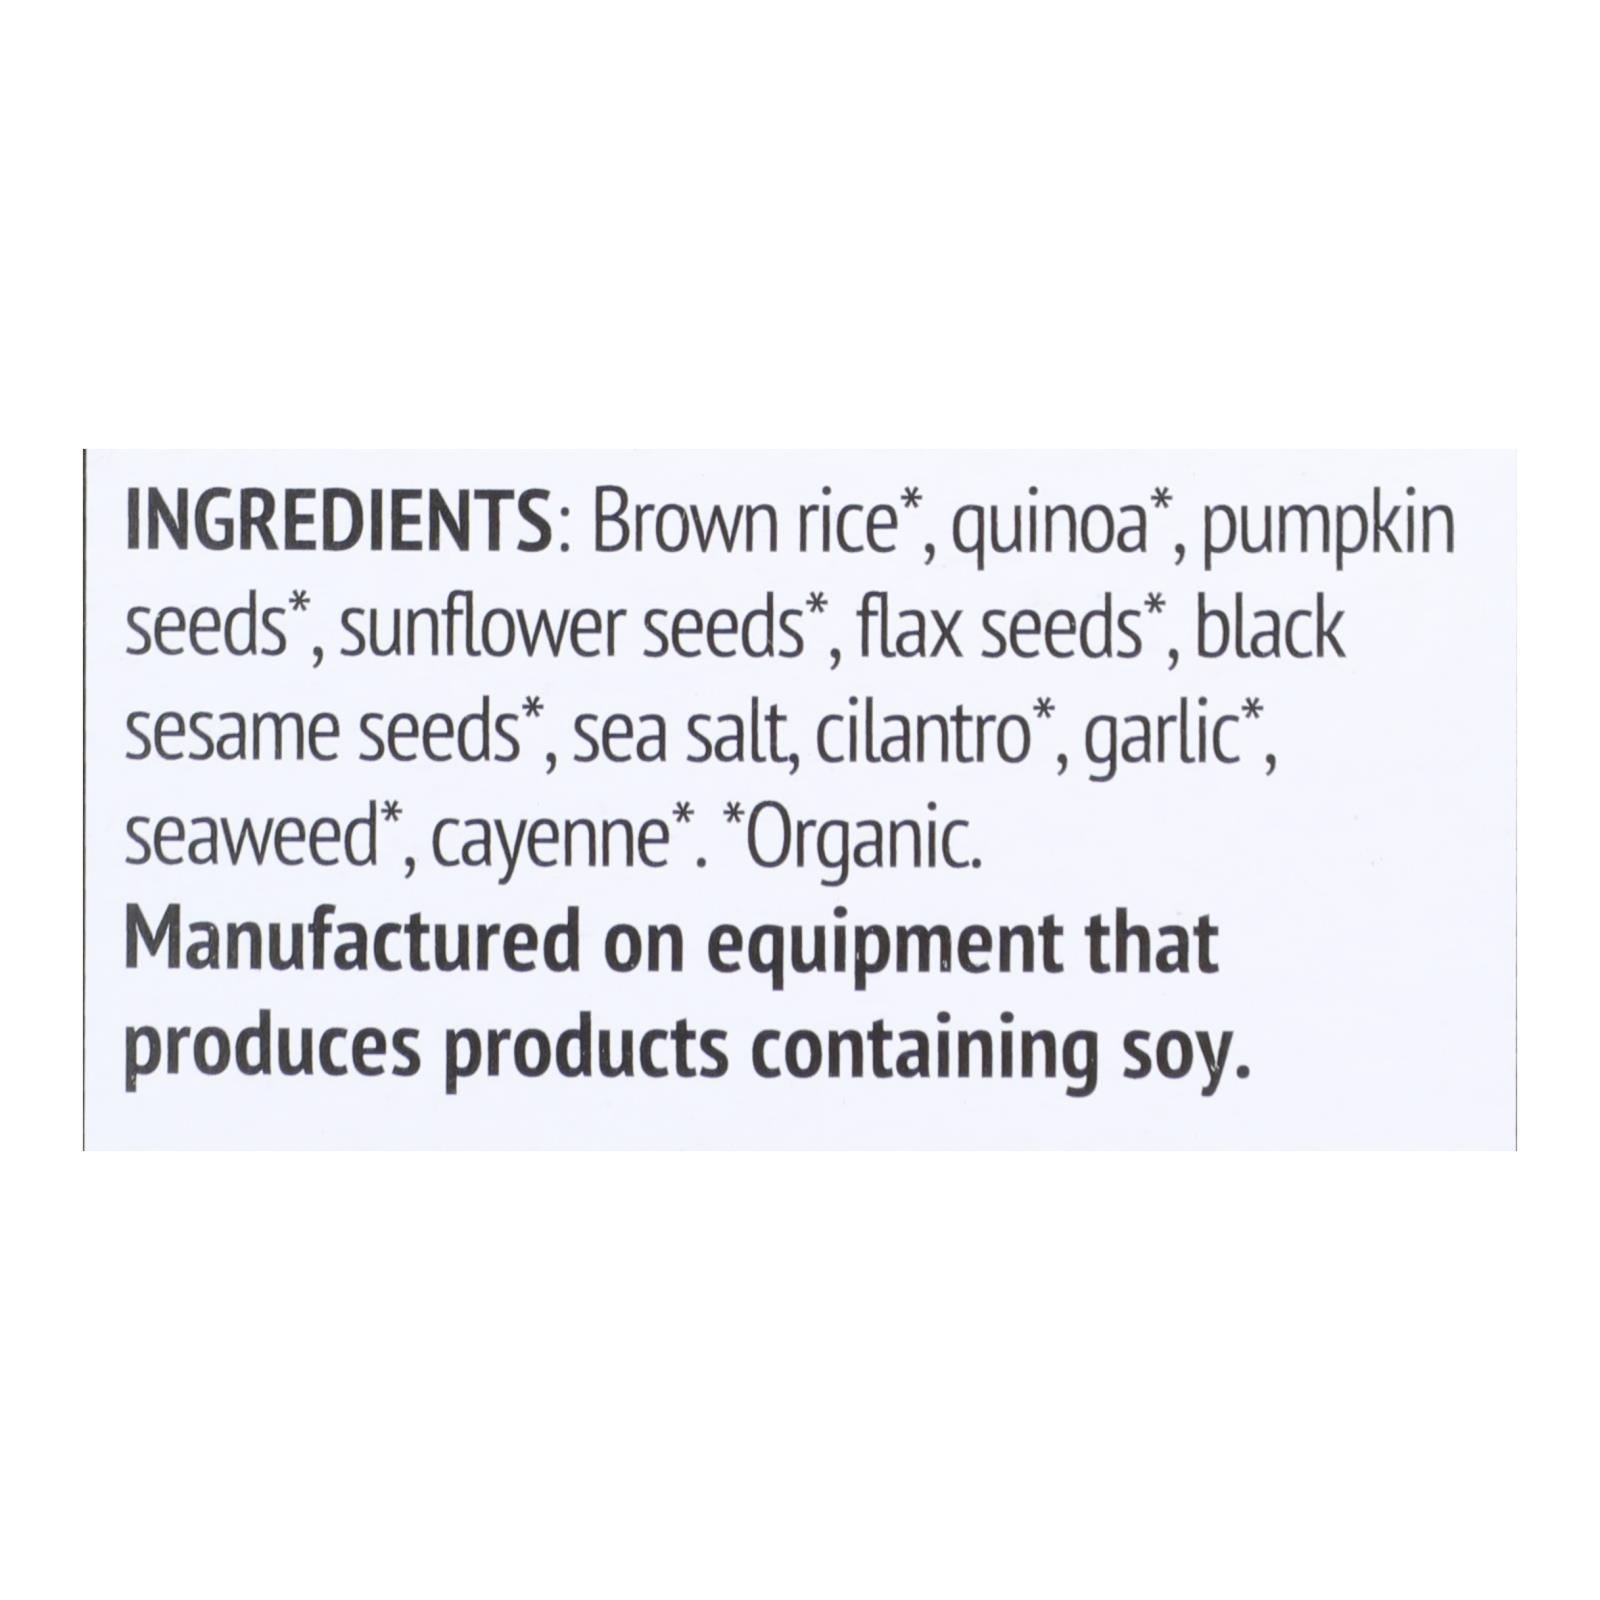 INGREDIENTS: Brown rice*, quinoa*, pumpkin
seeds*, sunflower seeds*, flax seeds*, black
sesame seeds*, sea salt, cilantro*, garlic*,
seaweed*, cayenne*. *Organic.
Manufactured on equipment that
produces products containing soy.